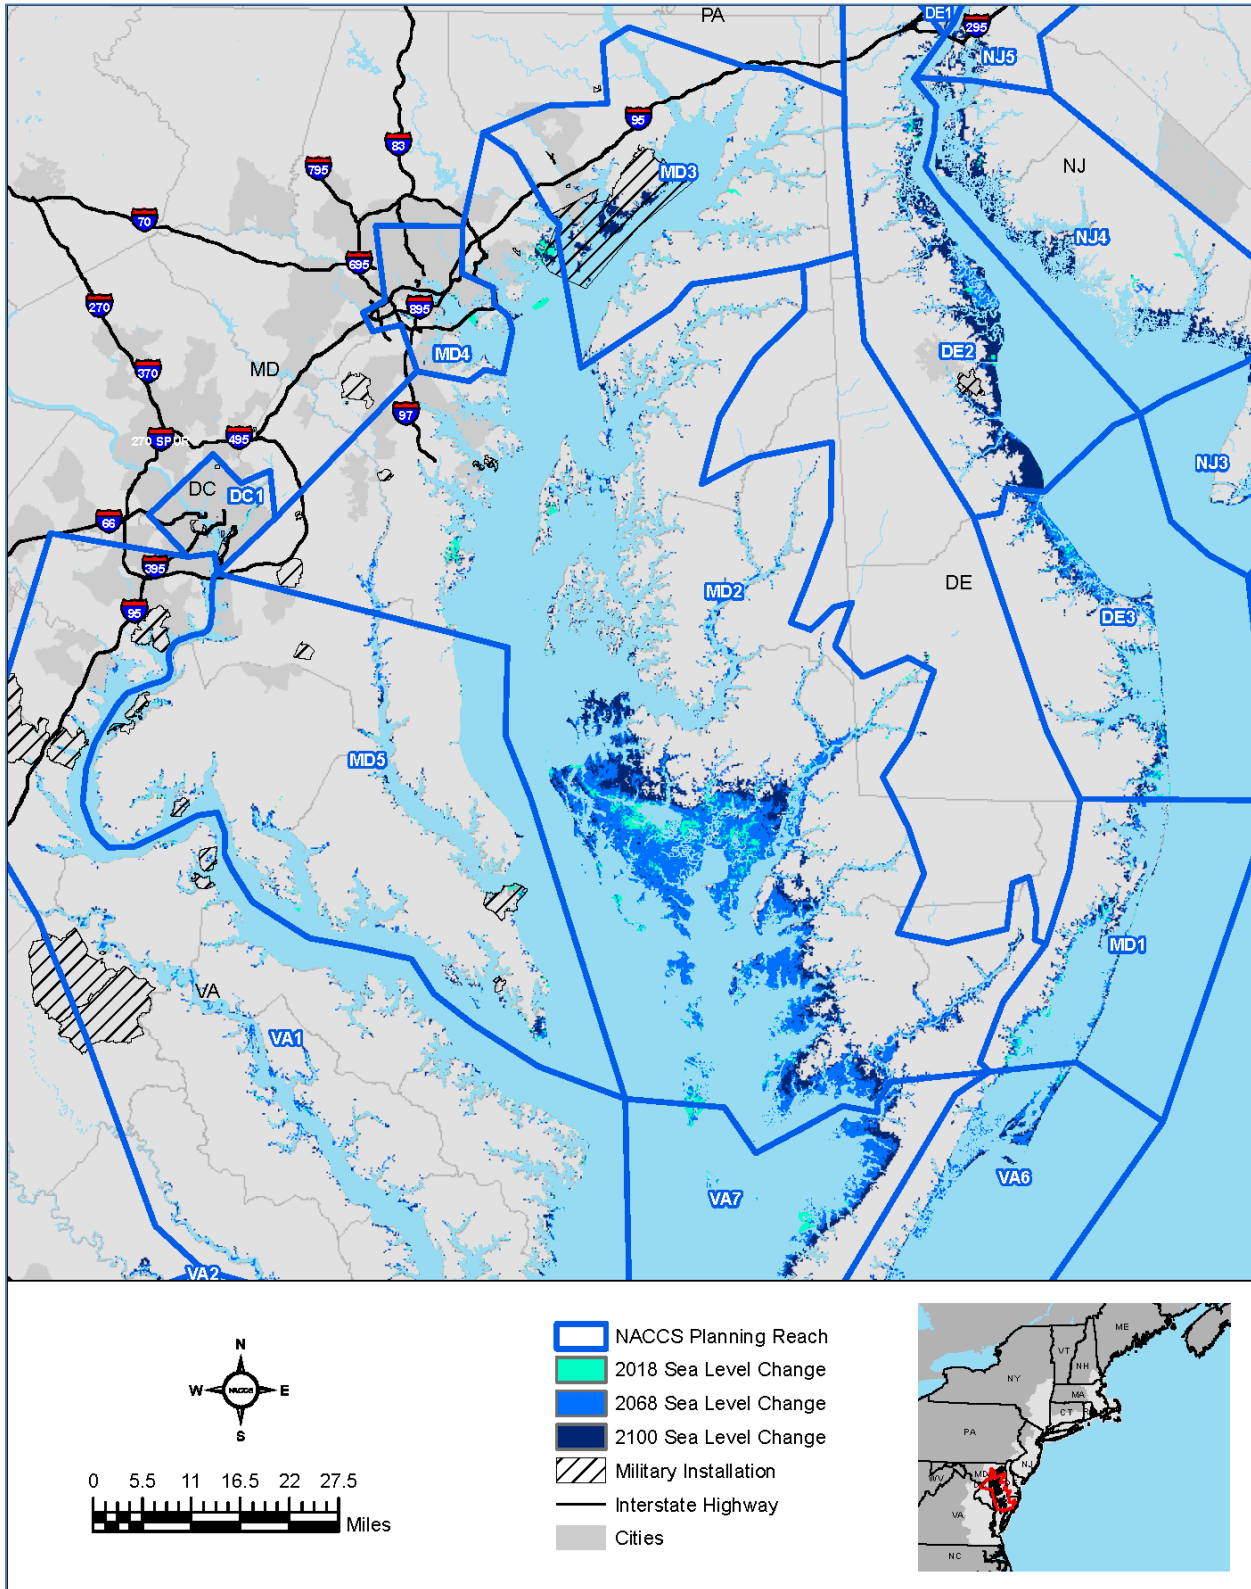 PA
DE1
295
NJ5
95
83
795
MD3
NJ
70
NJ4
695
270
895
MD4
DE2
370
MD
97
270 SPUR
495
NJ3
DC
DC1
66
395
DE
95
MD2
DE3
MD5
MD1
VA
VA1
VA6
VA7
VA2
N
W NACCS E
S
0 5.5 11 16.5 22 27.5
Miles
NACCS Planning Reach
2018 Sea Level Change
2068 Sea Level Change
2100 Sea Level Change
Military Installation
Interstate Highway
Cities
ME
VT
NH
NY
MA
CT
PA
NJ
MD
WV
VA
NC